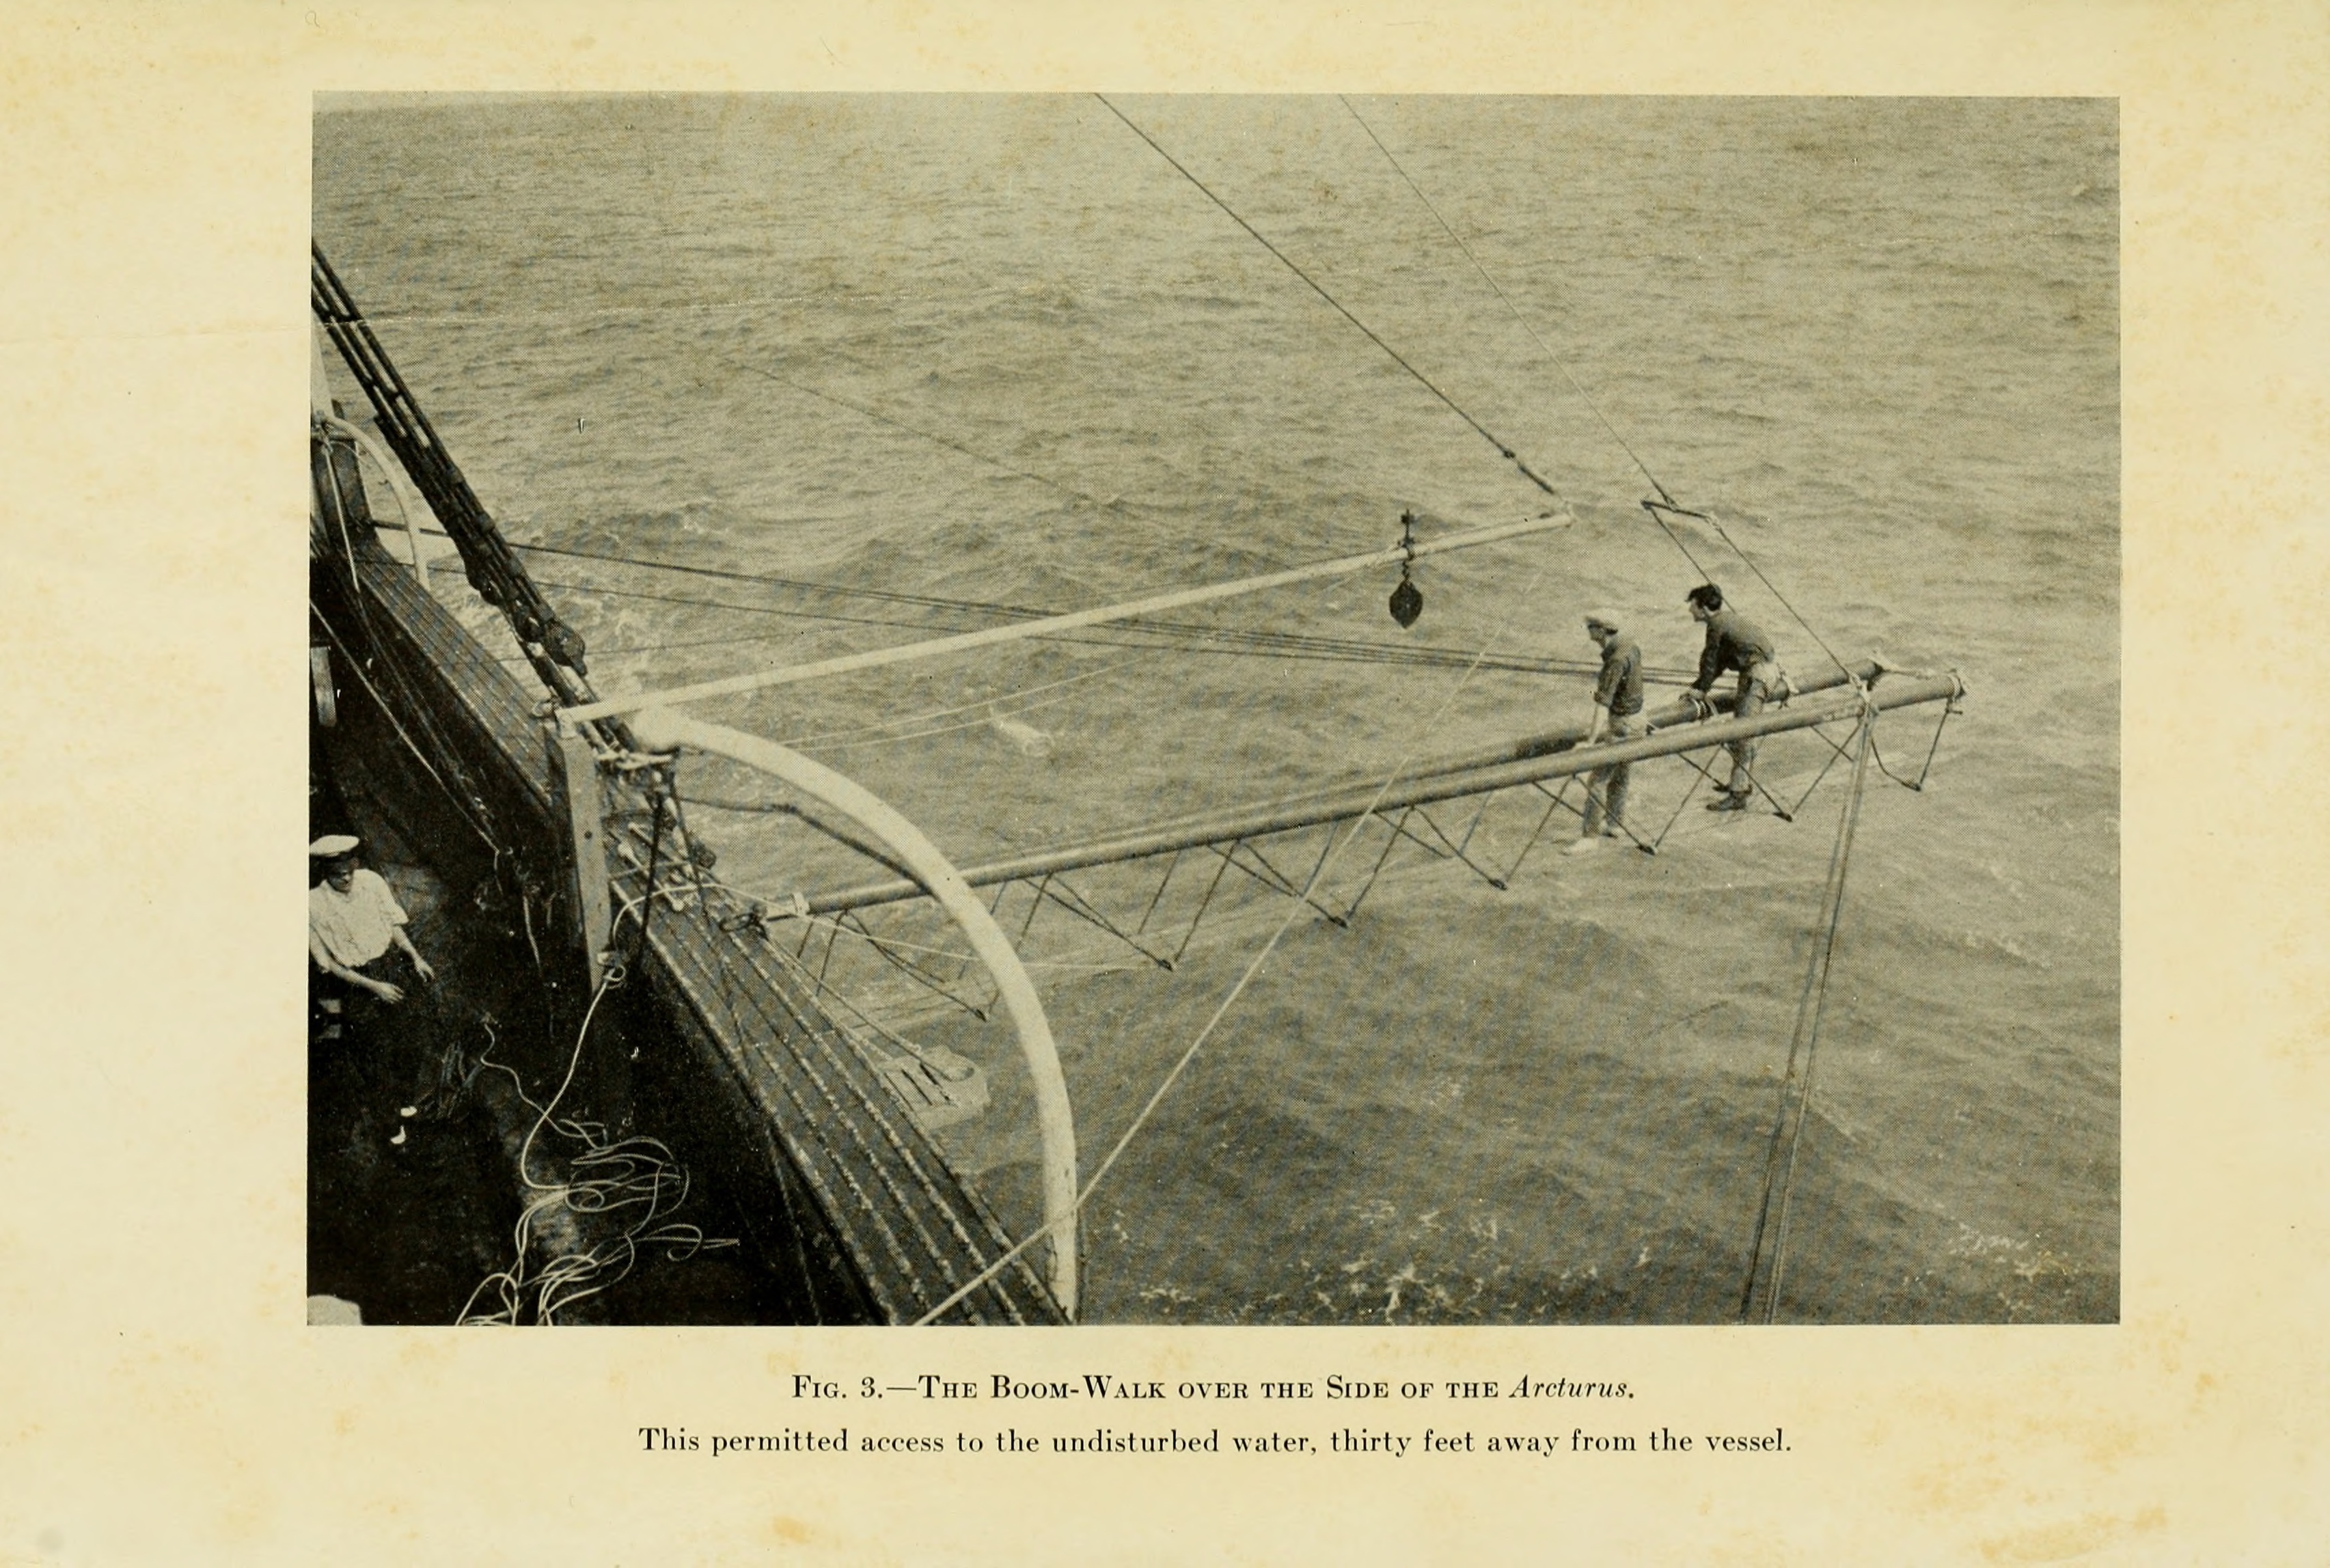 Fig. 3.—The Boom-Walk over the Side of the Arcturus.
This permitted access to the undisturbed water, thirty feet away from the vessel.